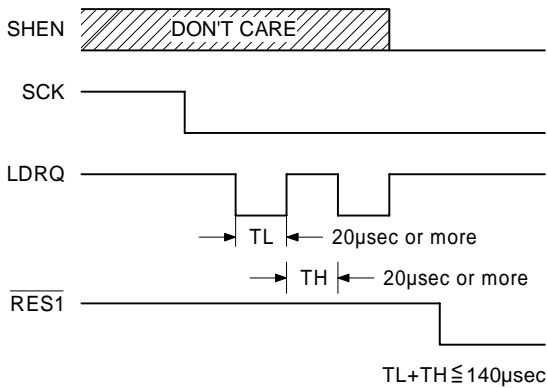 SHEN DON'T CARE
SCK
LDRQ
TL 20µsec or more
TH 20µsec or more
RES1
TL+TH≦140µsec